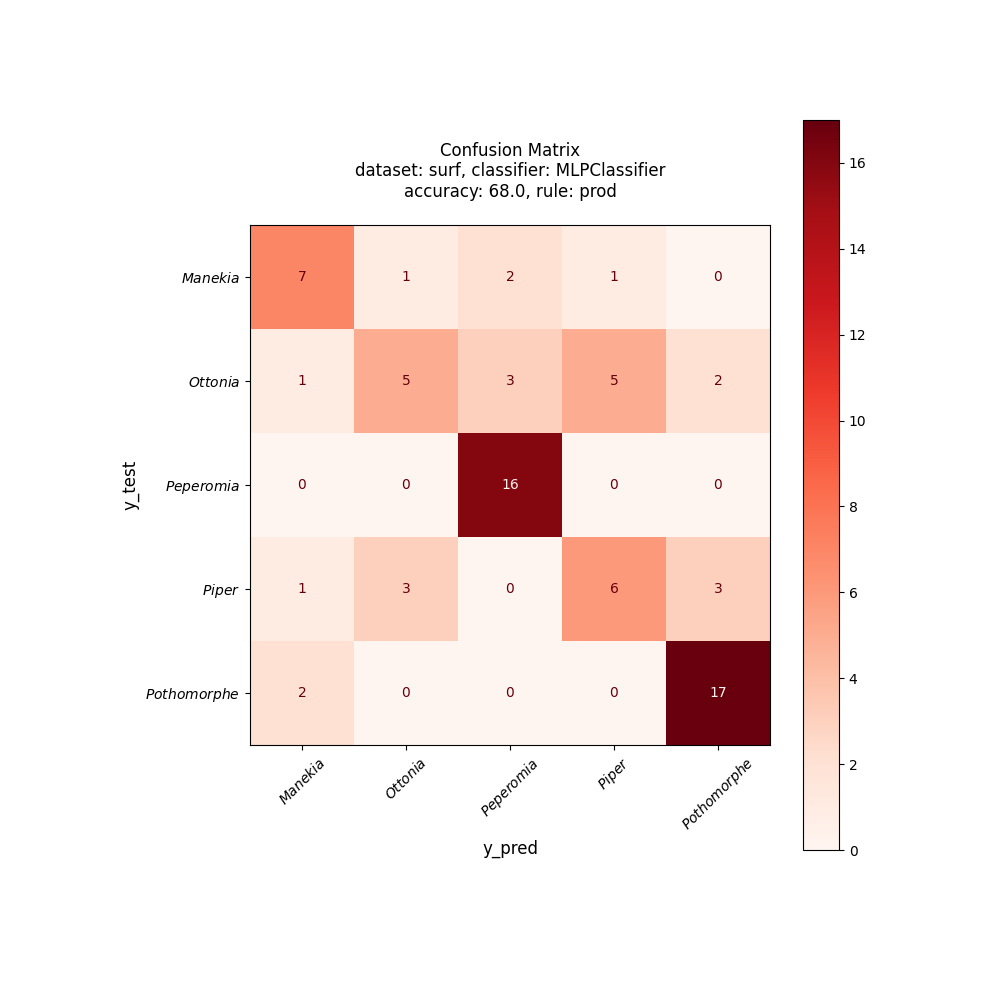 Confusion Matrix
dataset: surf, classifier: MLPClassifier
accuracy: 68.0, rule: prod
y_test
Manekia 7 1 2 1 0
Ottonia 1 5 3 5 2
Peperomia 0 0 16 0 0
Piper 1 3 0 6 3
Pothomorphe 2 0 0 0 17
Manekia Ottonia Peperomia Piper Pothomorphe
y_pred
16
14
12
10
8
6
4
2
0